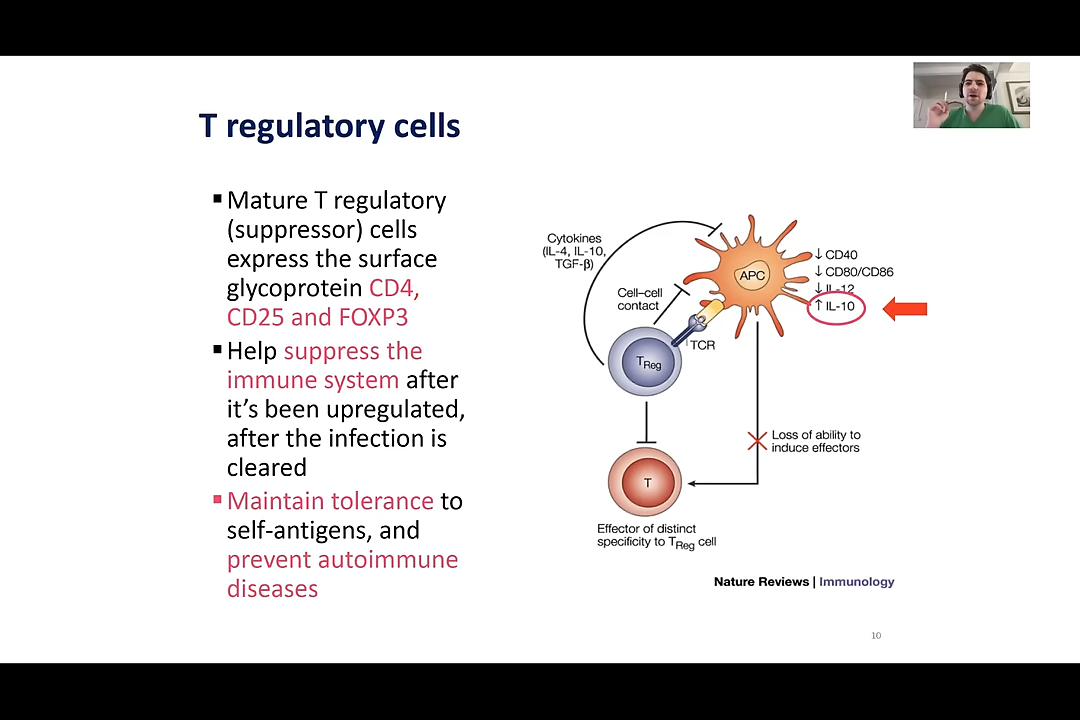 T regulatory cells
▪Mature T regulatory
(suppressor) cells
express the surface
glycoprotein CD4,
CD25 and FOXP3
▪Help suppress the
immune system after
it’s been upregulated,
after the infection is
cleared
▪Maintain tolerance to
self-antigens, and
prevent autoimmune
diseases
Cytokines
(IL-4, IL-10,
TGF-β)
Cell–cell
contact
APC
↓ CD40
↓ CD80/CD86
↓ IL-12
↑ IL-10
TCR
TReg
Loss of ability to
induce effectors
T
Effector of distinct
specificity to TReg cell
Nature Reviews | Immunology
10